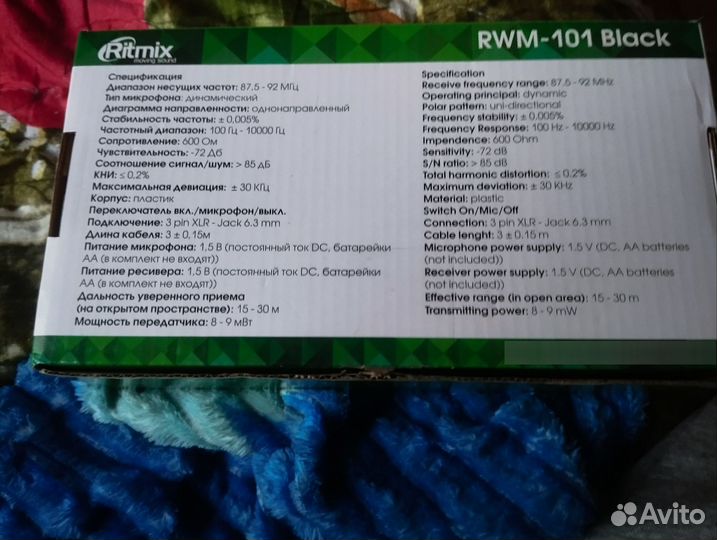 Ritmix
moving sound
RWM-101 Black
Спецификация
Диапазон несущих частот: 87,5 - 92 МГц
Тип микрофона: динамический
Диаграмма направленности: однонаправленный
Стабильность частоты: ± 0,005%
Частотный диапазон: 100 Гц - 10000 Гц
Сопротивление: 600 Ом
Чувствительность: -72 Дб
Соотношение сигнал/шум: > 85 дБ
КНИ: ≤ 0.2%
Максимальная девиация: ± 30 КГц
Корпус: пластик
Переключатель вкл./микрофон/выкл.
Подключение: 3 pin XLR - Jack 6.3 mm
Длина кабеля: 3 ± 0,15м
Питание микрофона: 1,5 В (постоянный ток DC, батарейки
АА (в комплект не входят))
Питание ресивера: 1,5 В (постоянный ток DC, батарейки
АА (в комплект не входят))
Дальность уверенного приема
(на открытом пространстве): 15 - 30 м
Мощность передатчика: 8 - 9 мВт
Specification
Receive frequency range: 87.5 - 92 MHz
Operating principal: dynamic
Polar pattern: uni-directional
Frequency stability: ± 0.005%
Frequency Response: 100 Hz - 10000 Hz
Impendence: 600 Ohm
Sensitivity: -72 dB
S/N ratio: > 85 dB
Total harmonic distortion: ≤ 0.2%
Maximum deviation: ± 30 KHz
Material: plastic
Switch On/Mic/Off
Connection: 3 pin XLR - Jack 6.3 mm
Cable lenght: 3 ± 0.15 m
Microphone power supply: 1.5 V (DC, AA batteries
(not included))
Receiver power supply: 1.5 V (DC, AA batteries
(not included))
Effective range (in open area): 15 - 30 m
Transmitting power: 8 - 9 mW
Avito